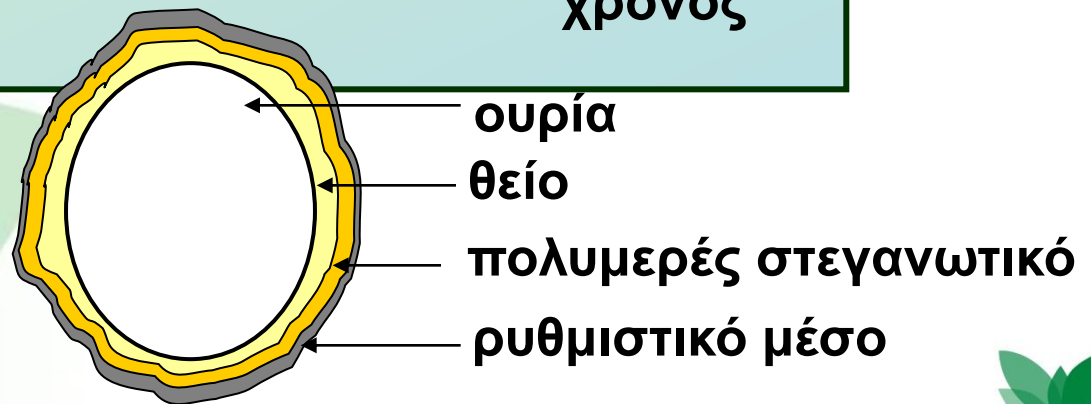 χρόνος
ουρία
θείο
πολυμερές στεγανωτικό
ρυθμιστικό μέσο